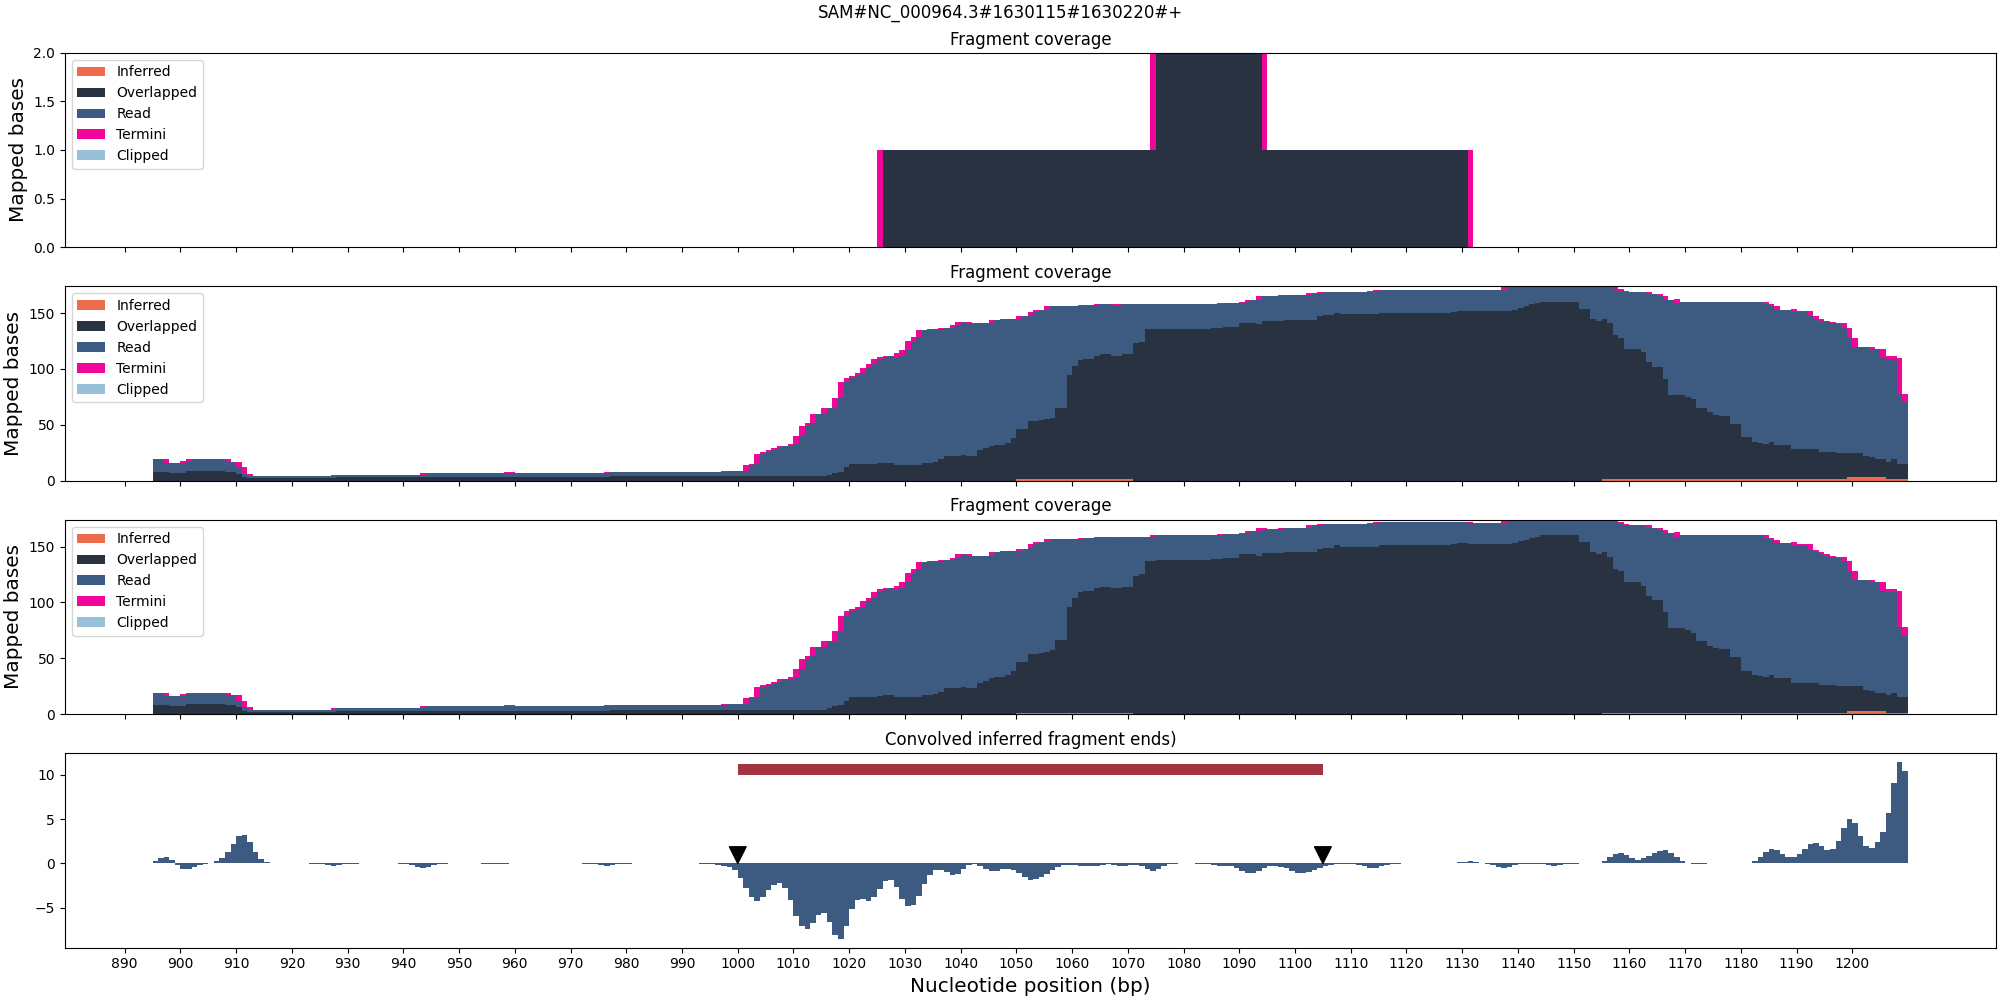 SAM#NC_000964.3#1630115#1630220#+
Fragment coverage
Mapped bases
2.0
1.5
1.0
0.5
0.0
Inferred
Overlapped
Read
Termini
Clipped
Fragment coverage
Mapped bases
150
100
50
0
Inferred
Overlapped
Read
Termini
Clipped
Fragment coverage
Mapped bases
150
100
50
0
Inferred
Overlapped
Read
Termini
Clipped
Convolved inferred fragment ends)
10
5
0
−5
890 900 910 920 930 940 950 960 970 980 990 1000 1010 1020 1030 1040 1050 1060 1070 1080 1090 1100 1110 1120 1130 1140 1150 1160 1170 1180 1190 1200
Nucleotide position (bp)